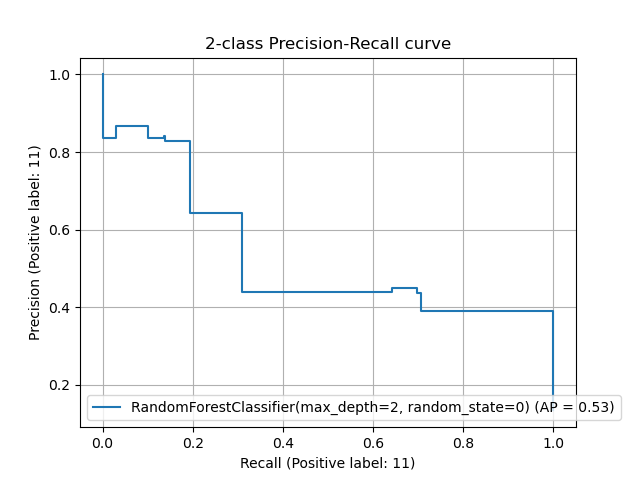 2-class Precision-Recall curve
1.0
0.8
0.6
0.4
0.2
Precision (Positive label: 11)
RandomForestClassifier(max_depth=2, random_state=0) (AP = 0.53)
0.0 0.2 0.4 0.6 0.8 1.0
Recall (Positive label: 11)